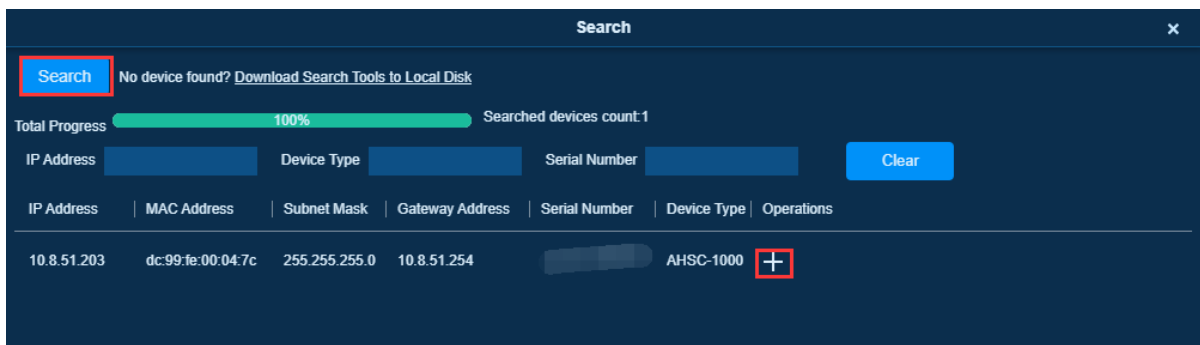 Search ×
Search No device found? Download Search Tools to Local Disk
Total Progress 100% Searched devices count:1
IP Address Device Type Serial Number Clear
IP Address MAC Address Subnet Mask Gateway Address Serial Number Device Type Operations
10.8.51.203 dc:99:fe:00:04:7c 255.255.255.0 10.8.51.254 AHSC-1000 +